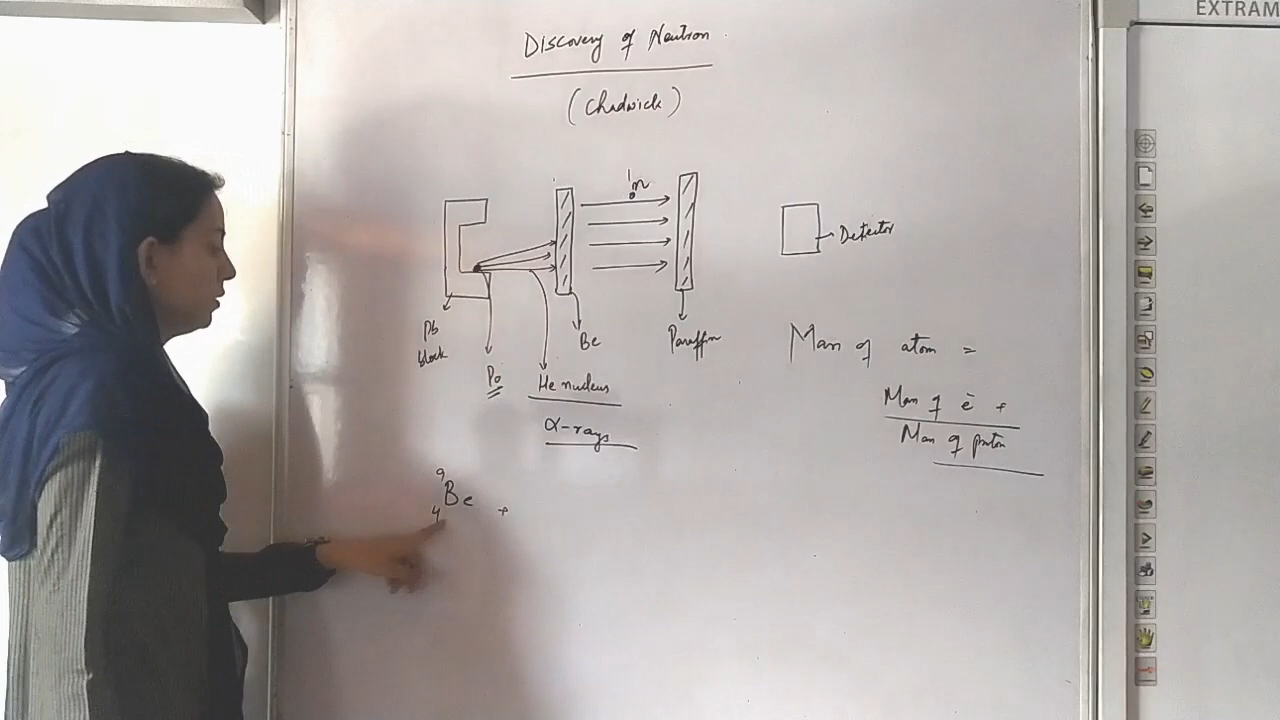 EXTRAM
Discovery of Neutron
(Chadwick)
¹₀n
Detector
Pb
block
Po
He nucleus
α-rays
Be
Paraffin
Mass of atom =
Mass of e⁻ +
Mass of proton
⁹₄Be +